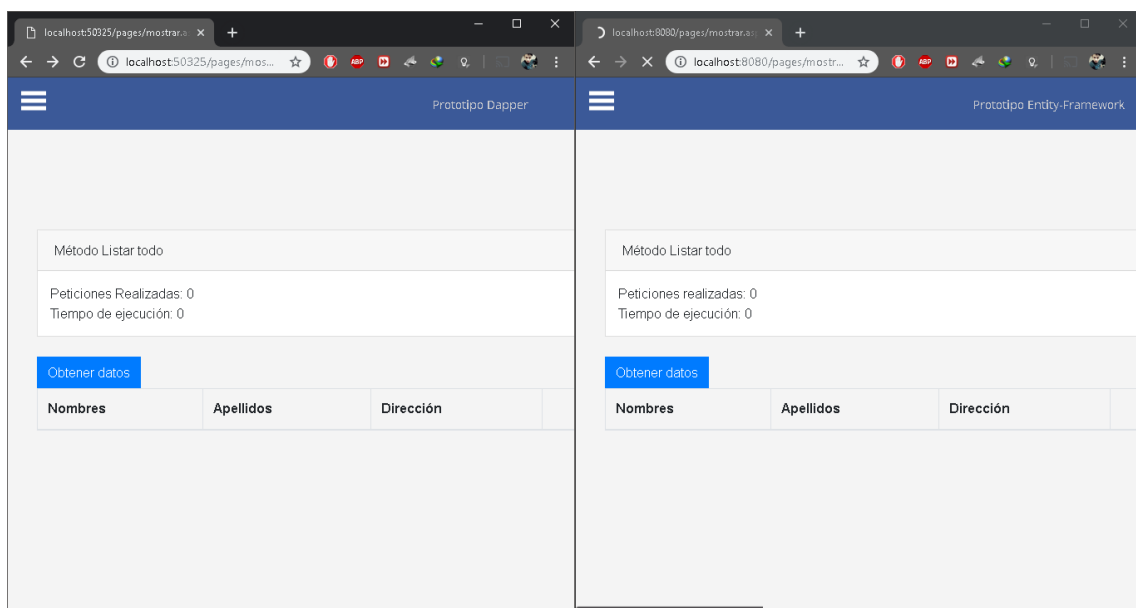 localhost:50325/pages/mostrar.a
localhost:50325/pages/mos...
ABP
Prototipo Dapper
Método Listar todo
Peticiones Realizadas: 0
Tiempo de ejecución: 0
Obtener datos
Nombres Apellidos Dirección
localhost:8080/pages/mostrar.as
localhost:8080/pages/mostr...
ABP
Prototipo Entity-Framework
Método Listar todo
Peticiones realizadas: 0
Tiempo de ejecución: 0
Obtener datos
Nombres Apellidos Dirección